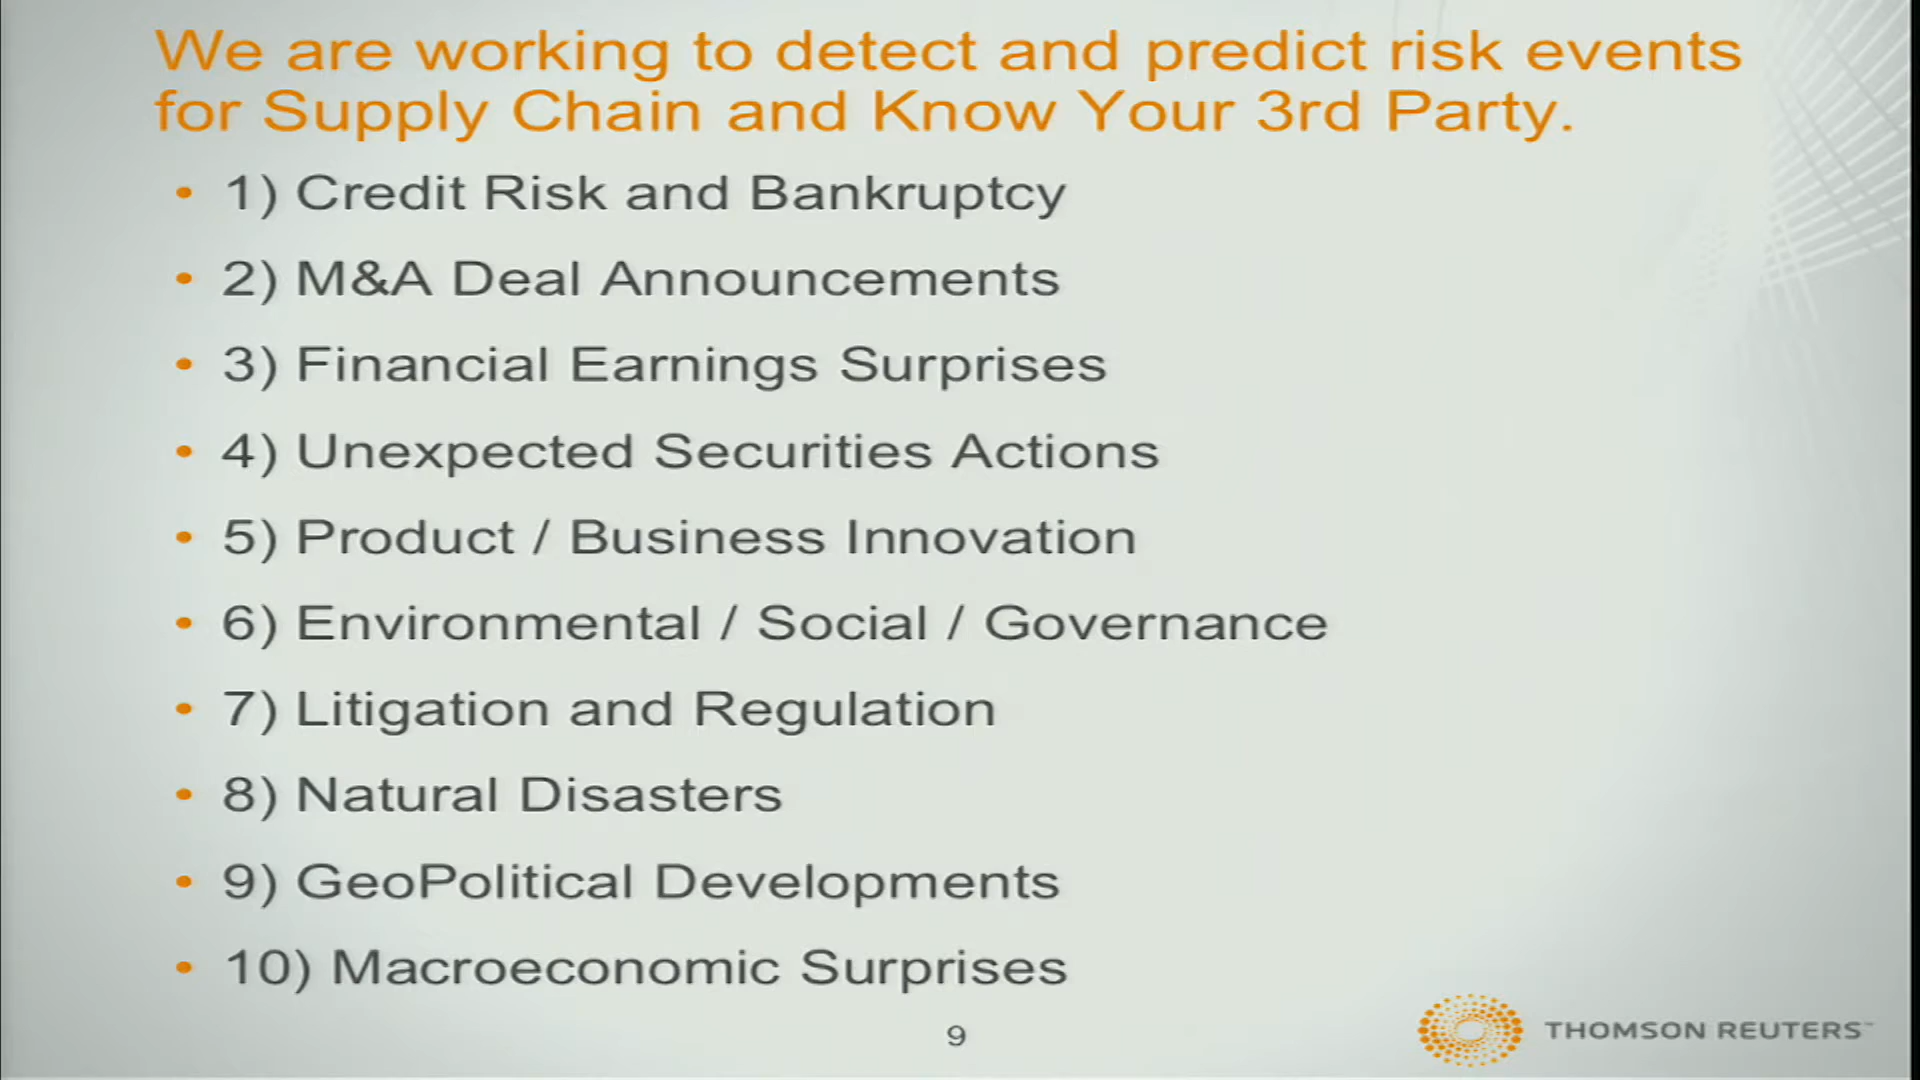 We are working to detect and predict risk events
for Supply Chain and Know Your 3rd Party.
• 1) Credit Risk and Bankruptcy
• 2) M&A Deal Announcements
• 3) Financial Earnings Surprises
• 4) Unexpected Securities Actions
• 5) Product / Business Innovation
• 6) Environmental / Social / Governance
• 7) Litigation and Regulation
• 8) Natural Disasters
• 9) GeoPolitical Developments
• 10) Macroeconomic Surprises
9
THOMSON REUTERS™